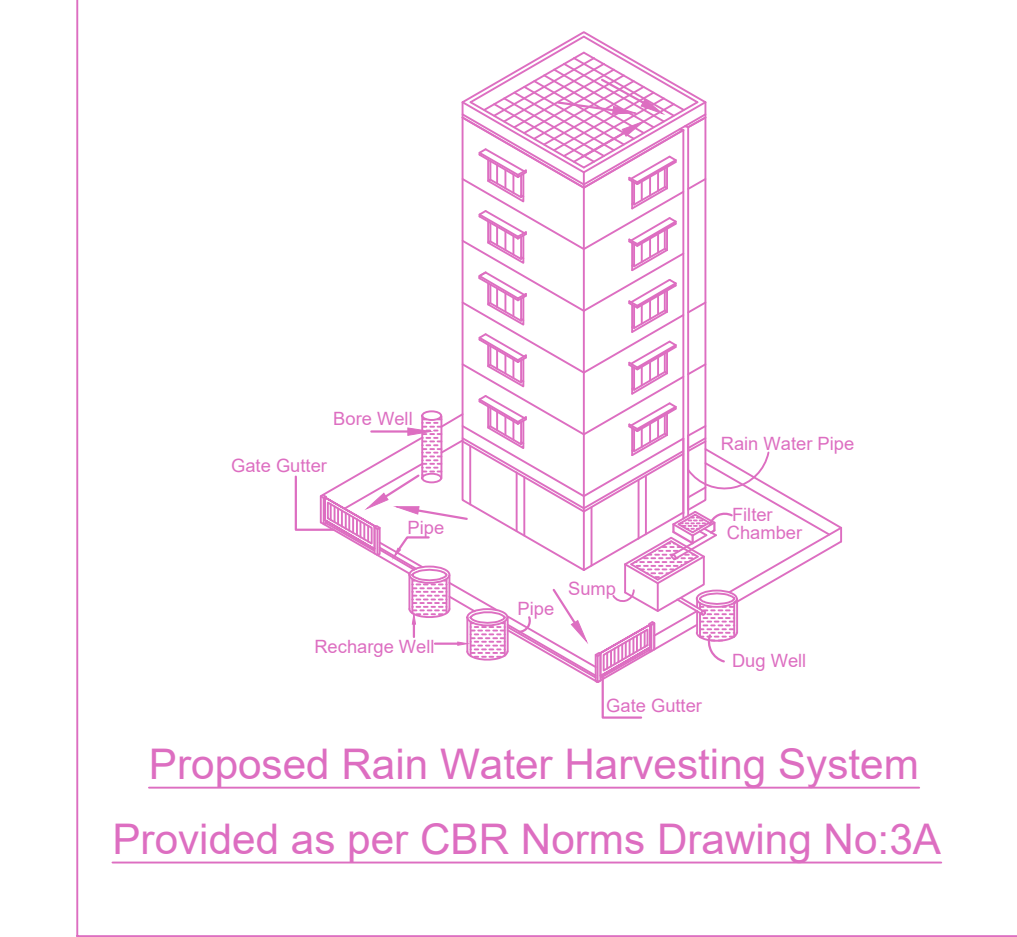 Bore Well
Rain Water Pipe
Gate Gutter
Filter
Chamber
Pipe
Sump
Pipe
Recharge Well
Dug Well
Gate Gutter
Proposed Rain Water Harvesting System
Provided as per CBR Norms Drawing No:3A